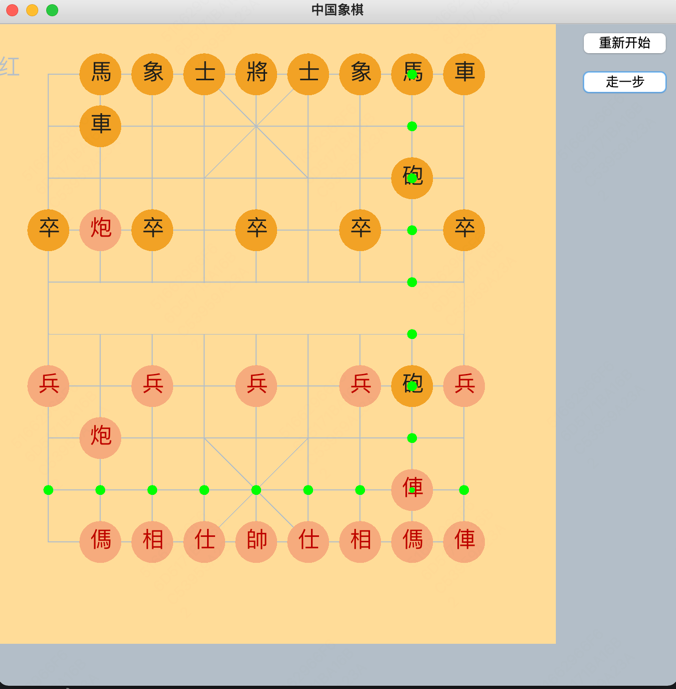 中国象棋
重新开始
红
走一步
馬 象 士 將 士 象 馬 車
車
砲
卒 炮 卒 卒 卒 卒
兵 兵 兵 兵 砲 兵
炮
俥
傌 相 仕 帥 仕 相 傌 俥